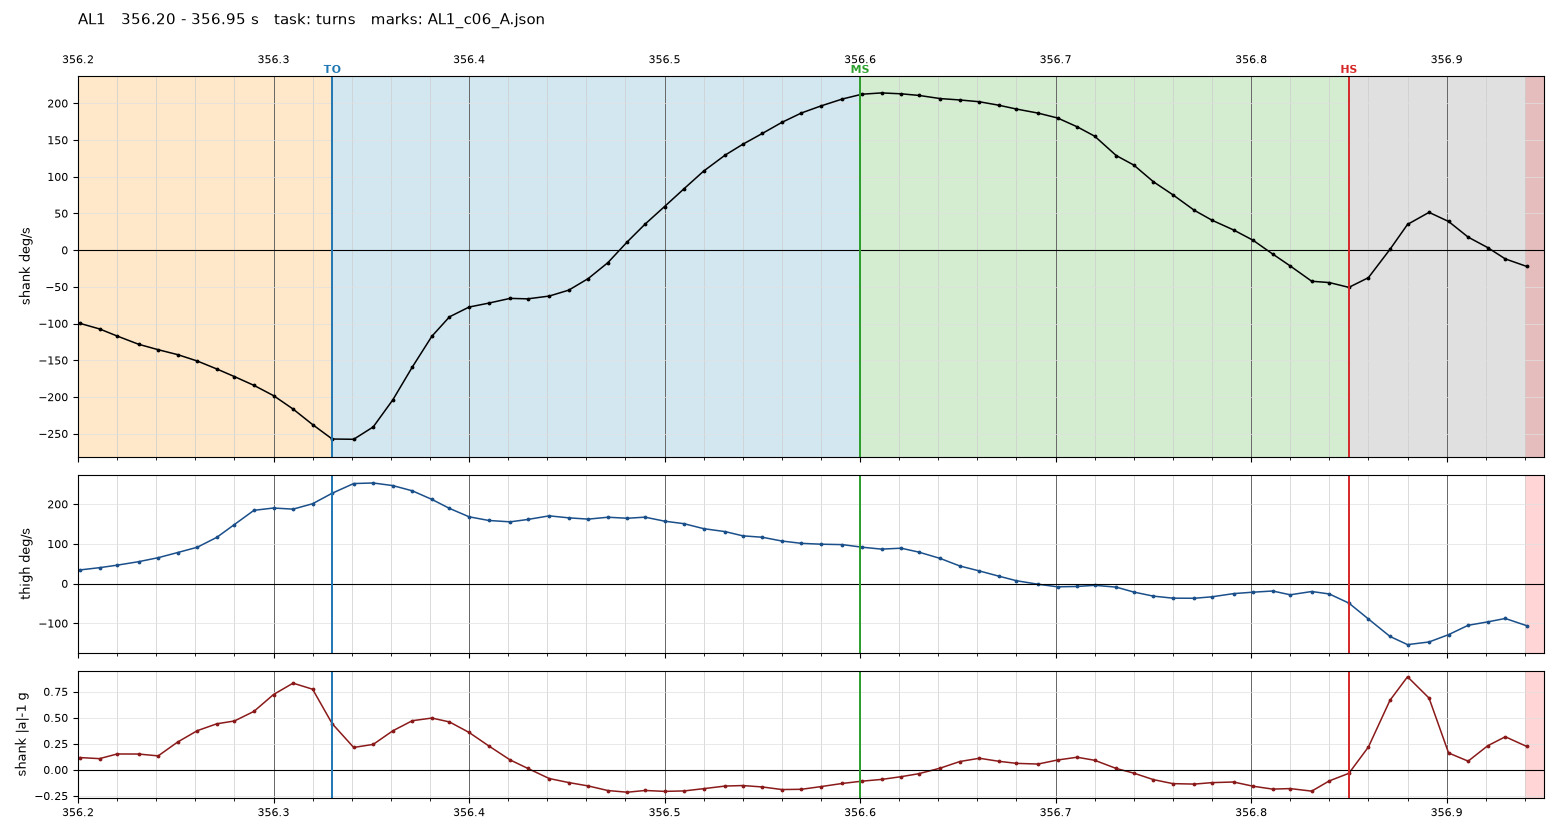 AL1   356.20 - 356.95 s   task: turns   marks: AL1_c06_A.json
356.2 356.3 356.4 356.5 356.6 356.7 356.8 356.9
TO MS HS
shank deg/s
200
150
100
50
0
−50
−100
−150
−200
−250
thigh deg/s
200
100
0
−100
shank |a|-1 g
0.75
0.50
0.25
0.00
−0.25
356.2 356.3 356.4 356.5 356.6 356.7 356.8 356.9